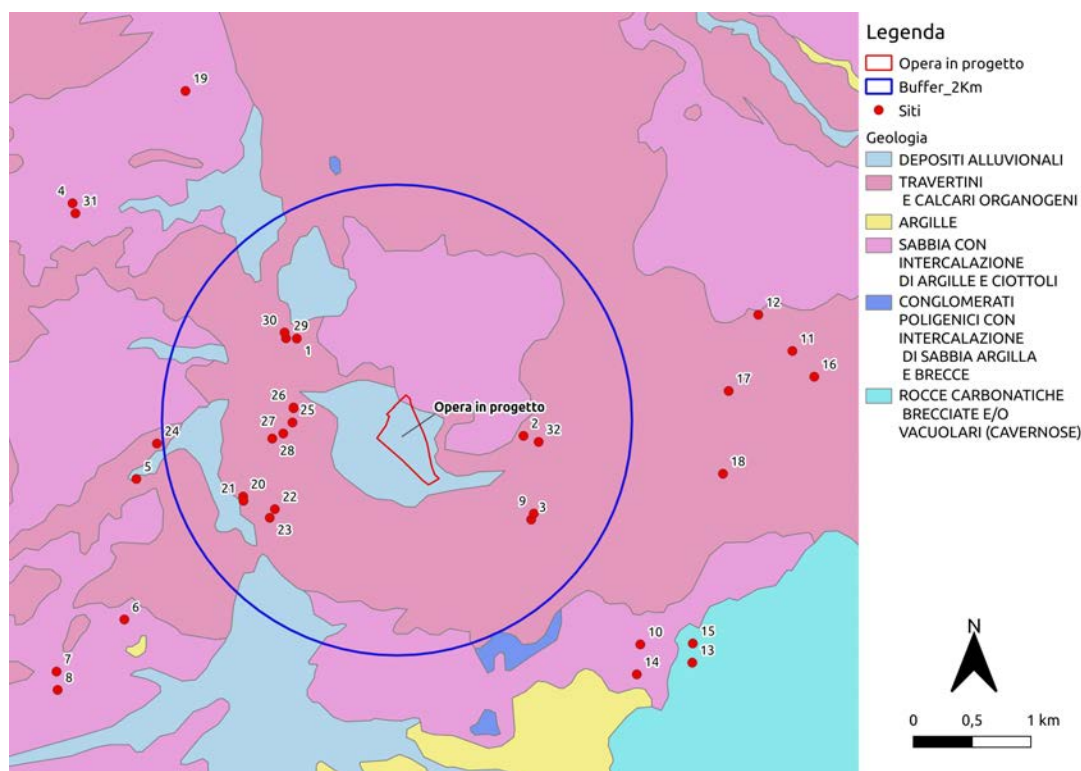 19
4
31
30
29
1
12
11
16
17
26
25
27
28
Opera in progetto
2
32
24
5
18
21
20
22
23
9
3
6
7
8
10
15
14
13
Legenda
Opera in progetto
Buffer_2Km
Siti
Geologia
DEPOSITI ALLUVIONALI
TRAVERTINI
E CALCARI ORGANOGENI
ARGILLE
SABBIA CON
INTERCALAZIONE
DI ARGILLE E CIOTTOLI
CONGLOMERATI
POLIGENICI CON
INTERCALAZIONE
DI SABBIA ARGILLA
E BRECCE
ROCCE CARBONATICHE
BRECCIATE E/O
VACUOLARI (CAVERNOSE)
N
0 0,5 1 km